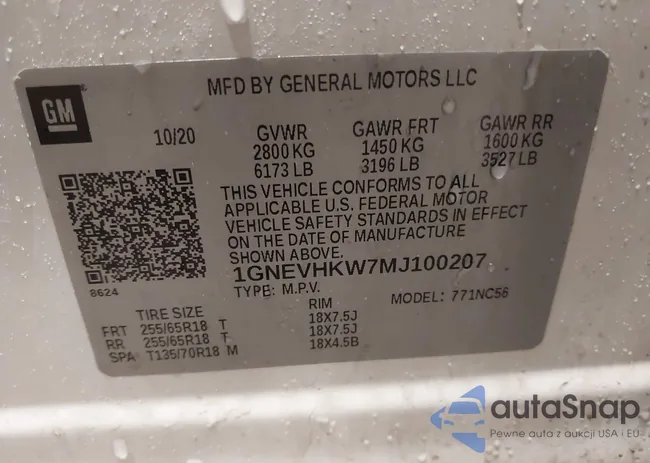 MFD BY GENERAL MOTORS LLC
GM
10/20 GVWR GAWR FRT GAWR RR
2800 KG 1450 KG 1600 KG
6173 LB 3196 LB 3527 LB
THIS VEHICLE CONFORMS TO ALL
APPLICABLE U.S. FEDERAL MOTOR
VEHICLE SAFETY STANDARDS IN EFFECT
ON THE DATE OF MANUFACTURE
SHOWN ABOVE.
1GNEVHKW7MJ100207
8624
TYPE: M.P.V. MODEL: 771NC56
TIRE SIZE RIM
FRT 255/65R18 T 18X7.5J
RR 255/65R18 T 18X7.5J
SPA T135/70R18 M 18X4.5B
autaSnap
Pewne auta z aukcji USA i EU